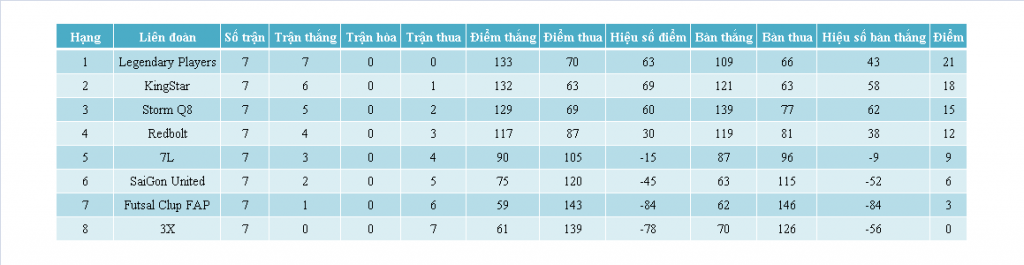 Hạng Liên đoàn Số trận Trận thắng Trận hòa Trận thua Điểm thắng Điểm thua Hiệu số điểm Bàn thắng Bàn thua Hiệu số bàn thắng Điểm
1 Legendary Players 7 7 0 0 133 70 63 109 66 43 21
2 KingStar 7 6 0 1 132 63 69 121 63 58 18
3 Storm Q8 7 5 0 2 129 69 60 139 77 62 15
4 Redbolt 7 4 0 3 117 87 30 119 81 38 12
5 7L 7 3 0 4 90 105 -15 87 96 -9 9
6 SaiGon United 7 2 0 5 75 120 -45 63 115 -52 6
7 Futsal Clup FAP 7 1 0 6 59 143 -84 62 146 -84 3
8 3X 7 0 0 7 61 139 -78 70 126 -56 0